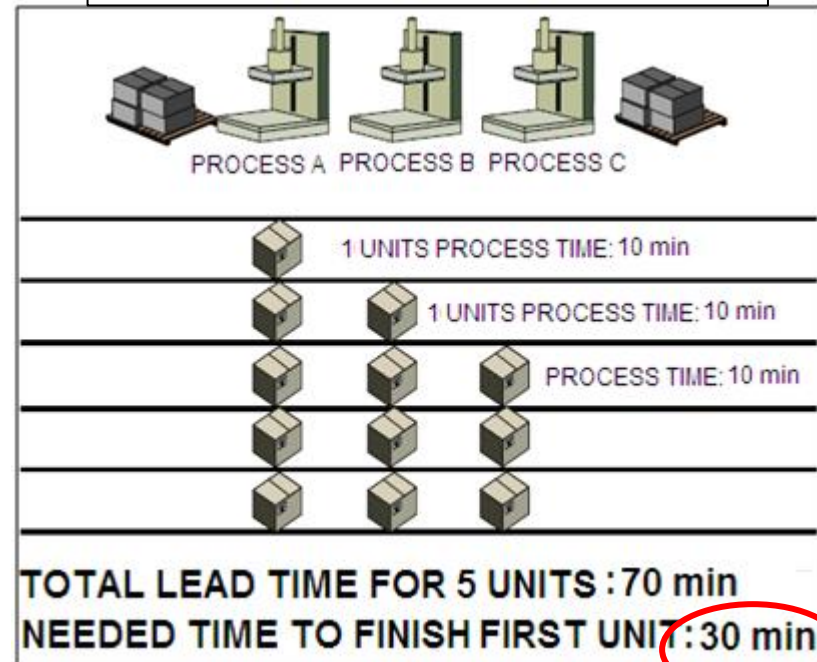 PROCESS A PROCESS B PROCESS C
1 UNITS PROCESS TIME: 10 min
1 UNITS PROCESS TIME: 10 min
PROCESS TIME: 10 min
TOTAL LEAD TIME FOR 5 UNITS : 70 min
NEEDED TIME TO FINISH FIRST UNIT: 30 min